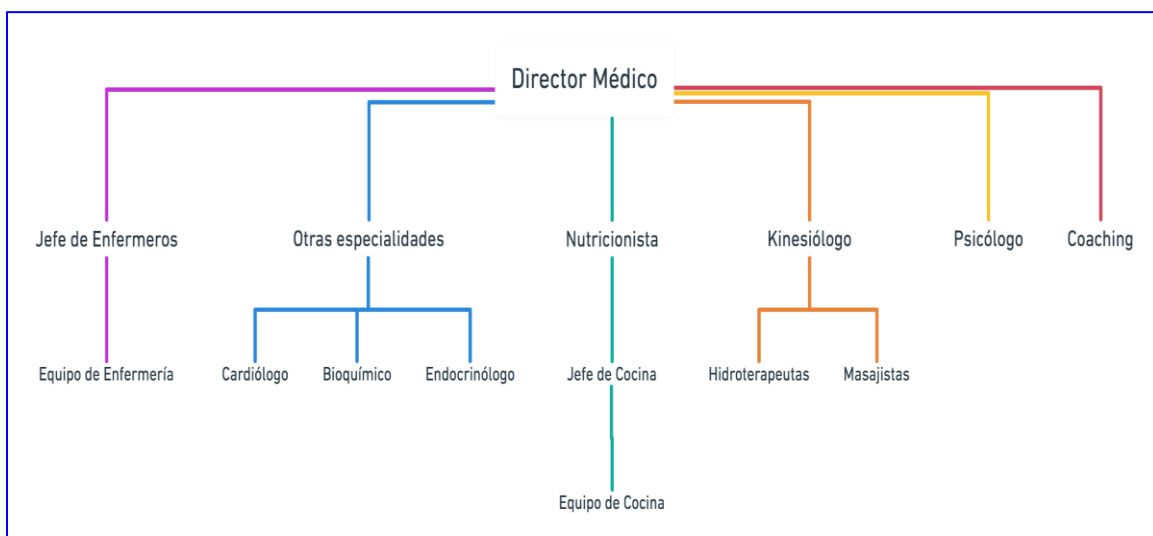 Director Médico
Jefe de Enfermeros
Otras especialidades
Nutricionista
Kinesiólogo
Psicólogo
Coaching
Equipo de Enfermería
Cardiólogo
Bioquímico
Endocrinólogo
Jefe de Cocina
Hidroterapeutas
Masajistas
Equipo de Cocina